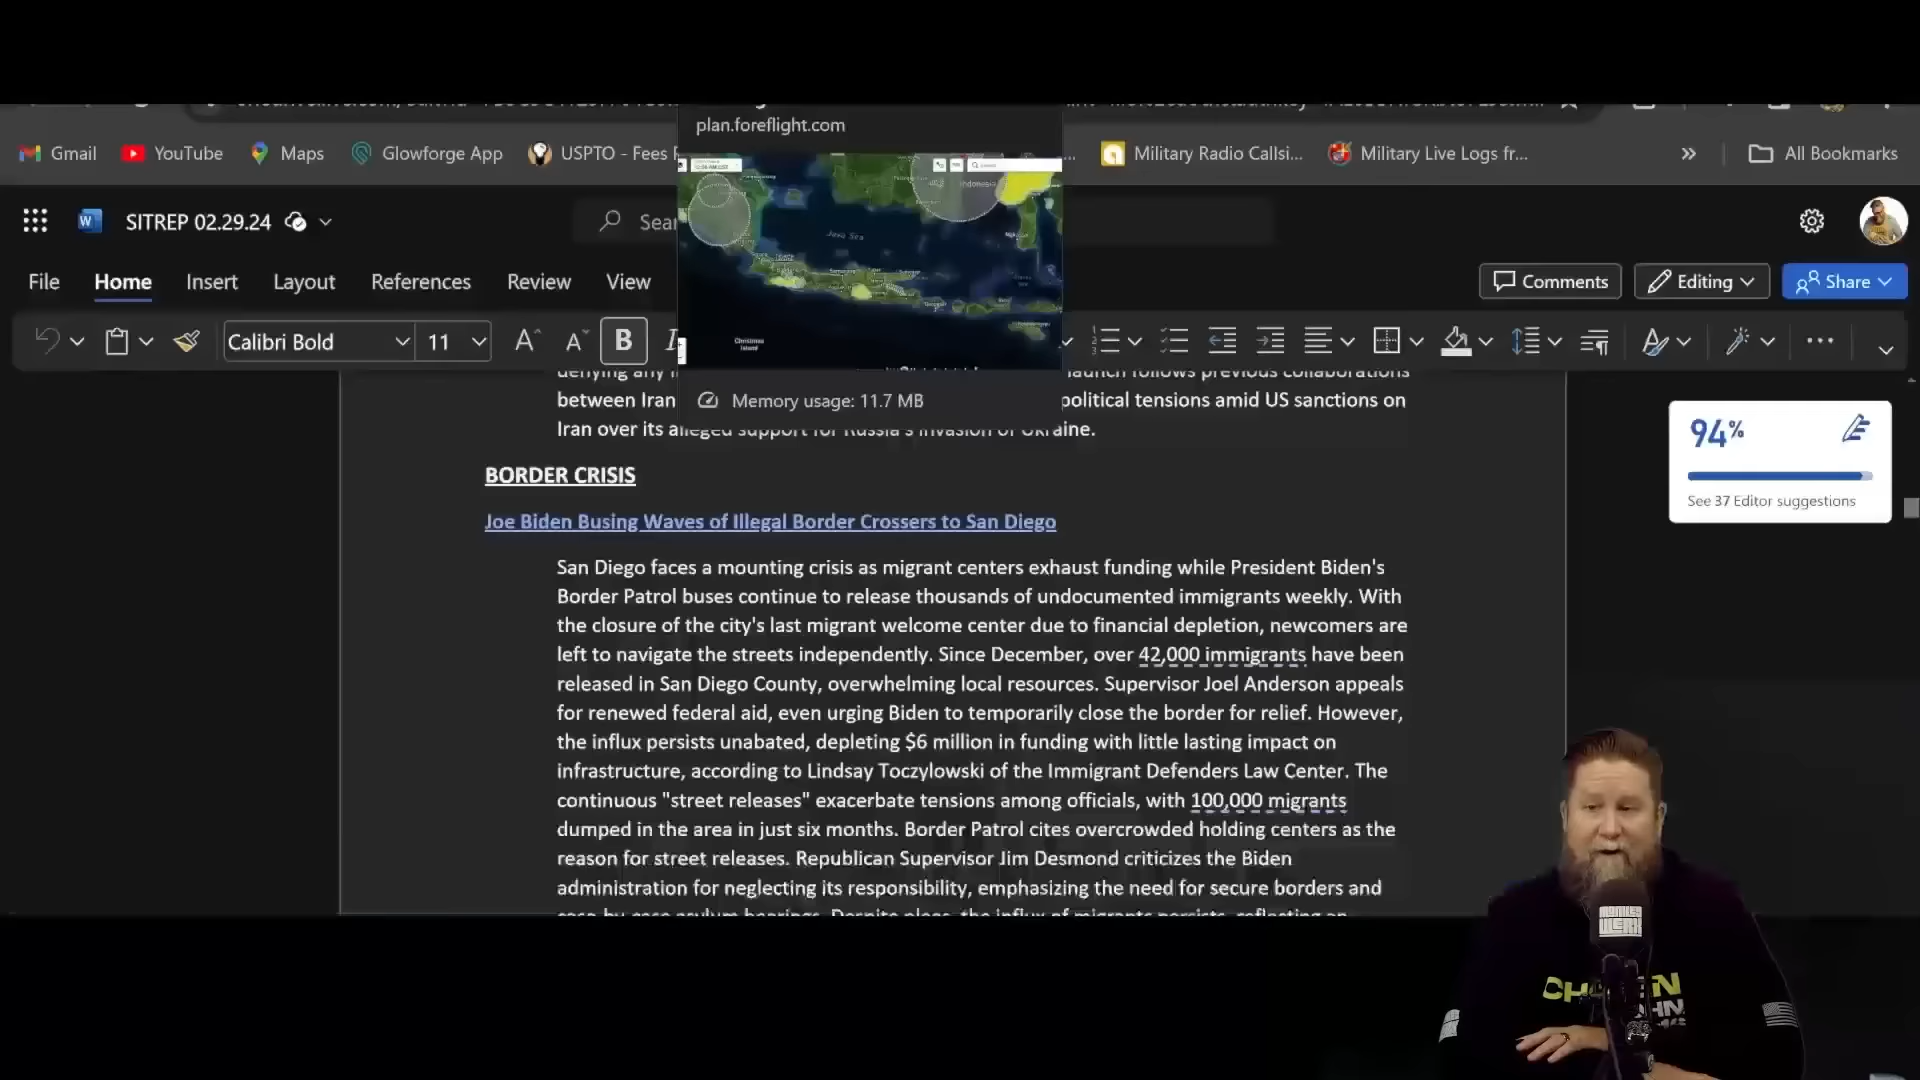 plan.foreflight.com
Gmail
YouTube
Maps
Glowforge App
USPTO - Fees
Military Radio Callsi...
Military Live Logs fr...
All Bookmarks
SITREP 02.29.24
Java Sea
Christmas
Island
File
Home
Insert
Layout
References
Review
View
Comments
Editing
Share
Calibri Bold
11
B
Memory usage: 11.7 MB
between Iran
political tensions amid US sanctions on
Iran over its alleged support for Russia's invasion of Ukraine.
94%
See 37 Editor suggestions
BORDER CRISIS
Joe Biden Busing Waves of Illegal Border Crossers to San Diego
San Diego faces a mounting crisis as migrant centers exhaust funding while President Biden's
Border Patrol buses continue to release thousands of undocumented immigrants weekly. With
the closure of the city's last migrant welcome center due to financial depletion, newcomers are
left to navigate the streets independently. Since December, over 42,000 immigrants have been
released in San Diego County, overwhelming local resources. Supervisor Joel Anderson appeals
for renewed federal aid, even urging Biden to temporarily close the border for relief. However,
the influx persists unabated, depleting $6 million in funding with little lasting impact on
infrastructure, according to Lindsay Toczylowski of the Immigrant Defenders Law Center. The
continuous "street releases" exacerbate tensions among officials, with 100,000 migrants
dumped in the area in just six months. Border Patrol cites overcrowded holding centers as the
reason for street releases. Republican Supervisor Jim Desmond criticizes the Biden
administration for neglecting its responsibility, emphasizing the need for secure borders and